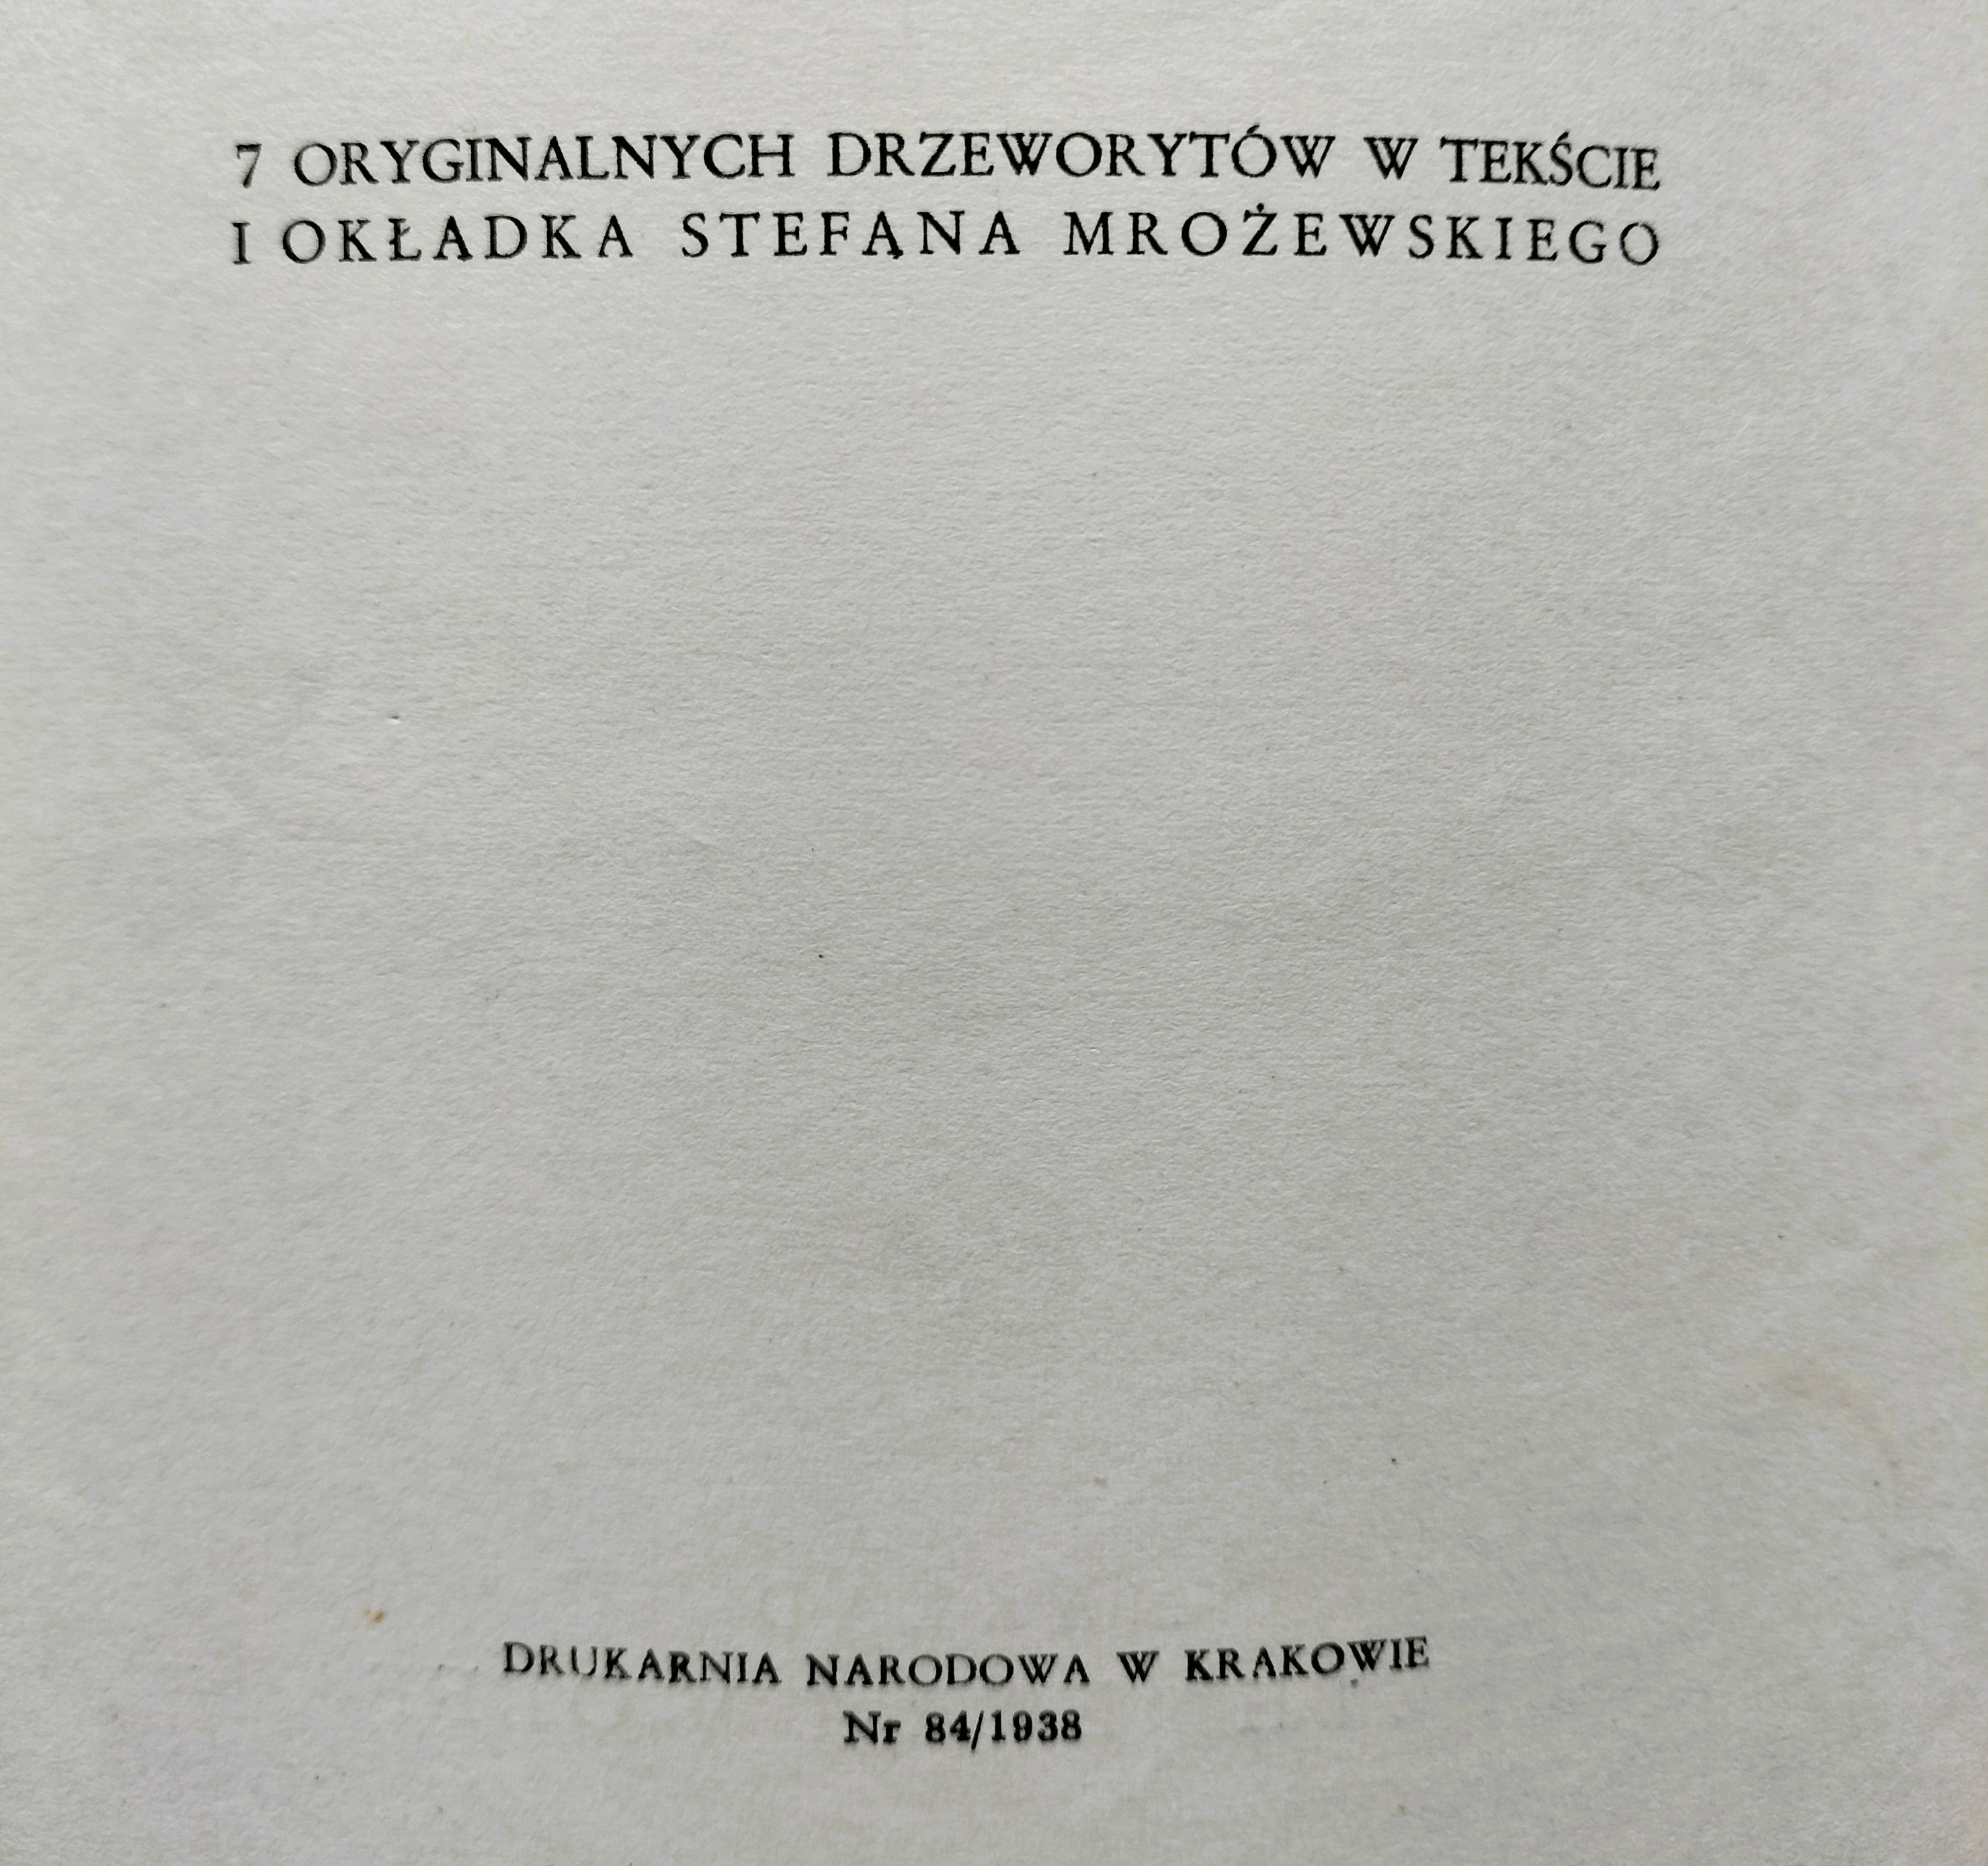 7 ORYGINALNYCH DRZEWORYTÓW W TEKŚCIE
I OKŁADKA STEFANA MROŻEWSKIEGO
DRUKARNIA NARODOWA W KRAKOWIE
Nr 84/1938